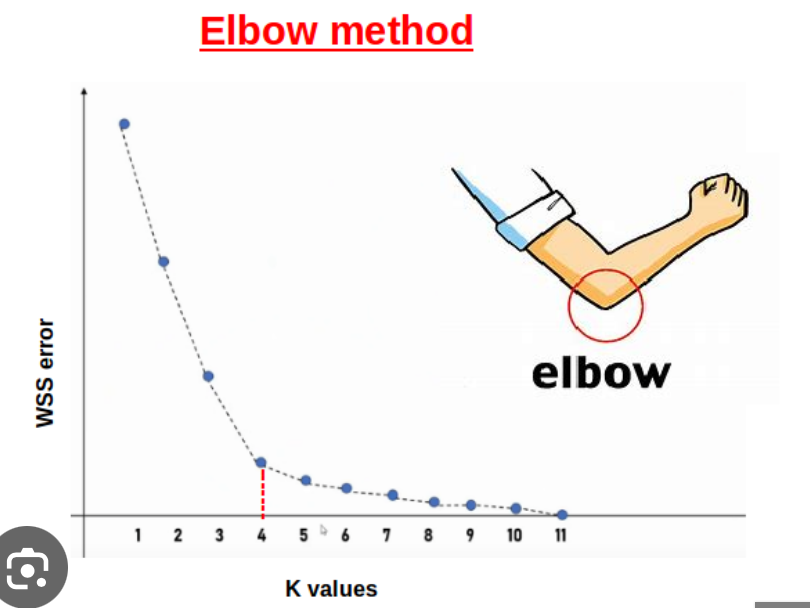 Elbow method
WSS error
elbow
1 2 3 4 5 6 7 8 9 10 11
K values